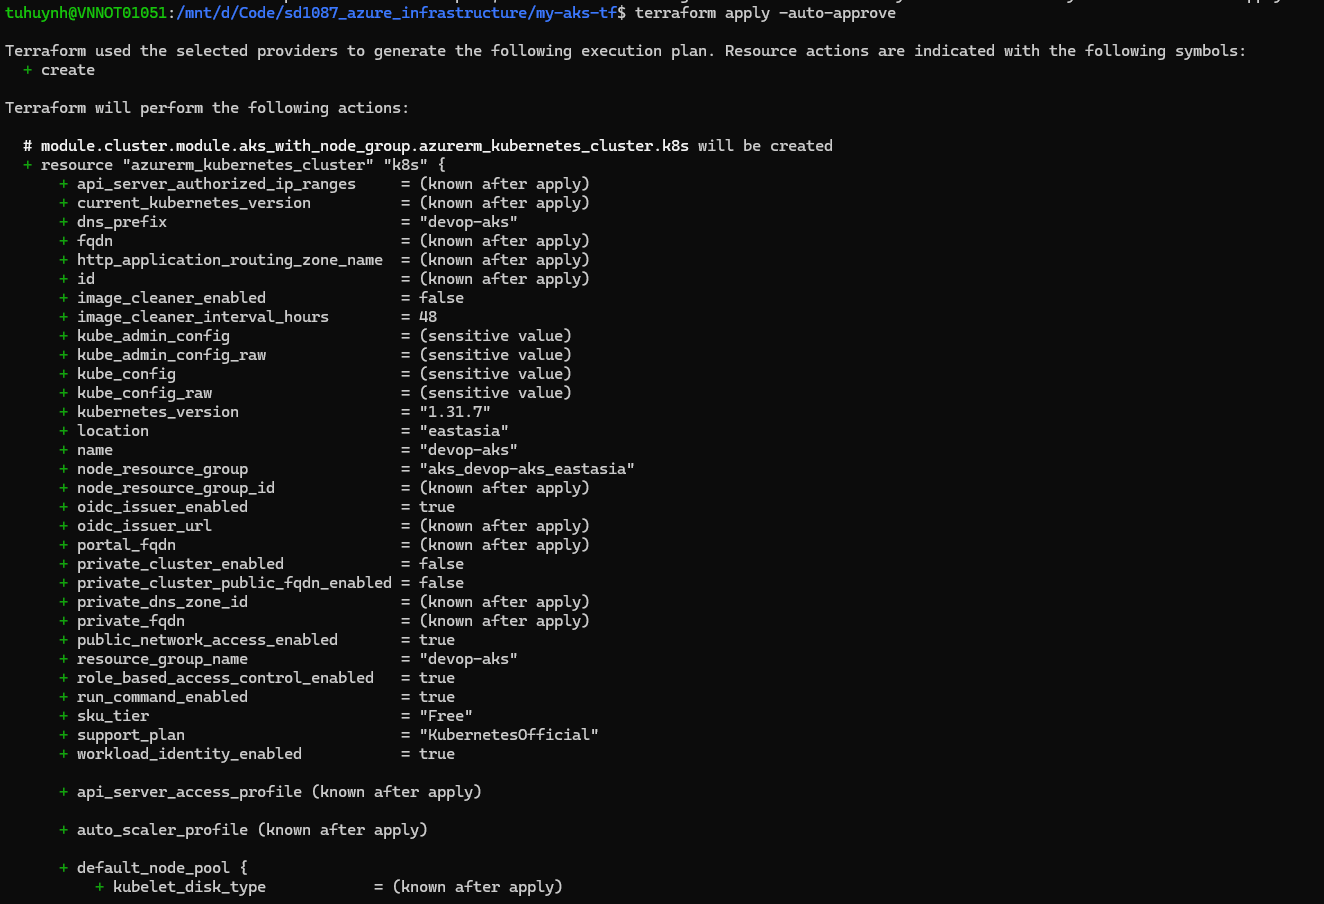 tuhuynh@VNNOT01051:/mnt/d/Code/sd1087_azure_infrastructure/my-aks-tf$ terraform apply -auto-approve
Terraform used the selected providers to generate the following execution plan. Resource actions are indicated with the following symbols:
  + create
Terraform will perform the following actions:
  # module.cluster.module.aks_with_node_group.azurerm_kubernetes_cluster.k8s will be created
  + resource "azurerm_kubernetes_cluster" "k8s" {
      + api_server_authorized_ip_ranges     = (known after apply)
      + current_kubernetes_version          = (known after apply)
      + dns_prefix                          = "devop-aks"
      + fqdn                                = (known after apply)
      + http_application_routing_zone_name  = (known after apply)
      + id                                  = (known after apply)
      + image_cleaner_enabled               = false
      + image_cleaner_interval_hours        = 48
      + kube_admin_config                   = (sensitive value)
      + kube_admin_config_raw               = (sensitive value)
      + kube_config                         = (sensitive value)
      + kube_config_raw                     = (sensitive value)
      + kubernetes_version                  = "1.31.7"
      + location                            = "eastasia"
      + name                                = "devop-aks"
      + node_resource_group                 = "aks_devop-aks_eastasia"
      + node_resource_group_id              = (known after apply)
      + oidc_issuer_enabled                 = true
      + oidc_issuer_url                     = (known after apply)
      + portal_fqdn                         = (known after apply)
      + private_cluster_enabled             = false
      + private_cluster_public_fqdn_enabled = false
      + private_dns_zone_id                 = (known after apply)
      + private_fqdn                        = (known after apply)
      + public_network_access_enabled       = true
      + resource_group_name                 = "devop-aks"
      + role_based_access_control_enabled   = true
      + run_command_enabled                 = true
      + sku_tier                            = "Free"
      + support_plan                        = "KubernetesOfficial"
      + workload_identity_enabled           = true
      + api_server_access_profile (known after apply)
      + auto_scaler_profile (known after apply)
      + default_node_pool {
          + kubelet_disk_type            = (known after apply)